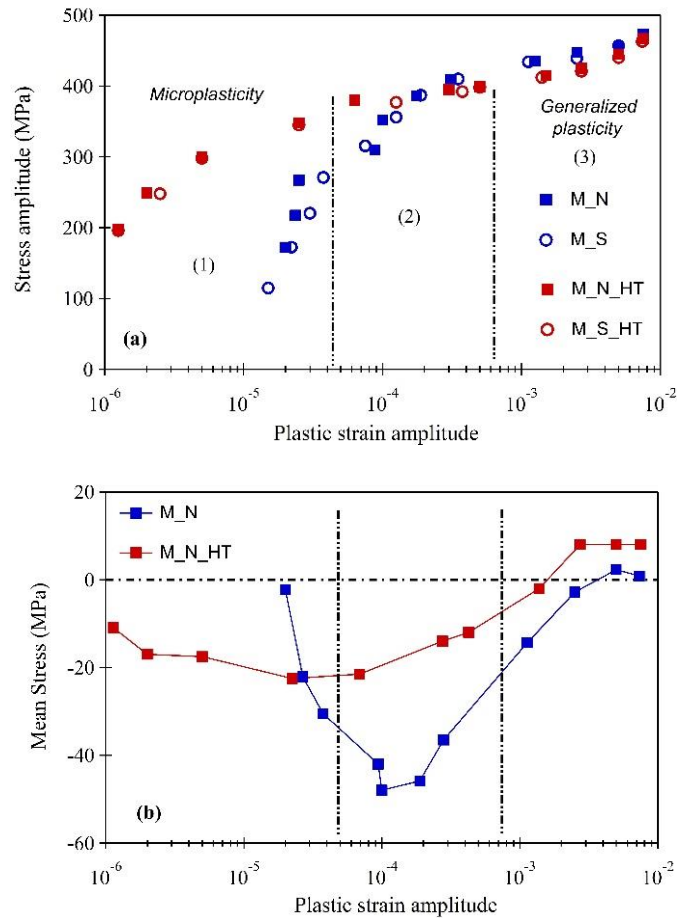 500
400
300
200
100
0
Stress amplitude (MPa)
Microplasticity
Generalized
plasticity
(1)
(2)
(3)
M_N
M_S
M_N_HT
M_S_HT
(a)
10-6
10-5
10-4
10-3
10-2
Plastic strain amplitude
20
0
-20
-40
-60
Mean Stress (MPa)
M_N
M_N_HT
(b)
10-6
10-5
10-4
10-3
10-2
Plastic strain amplitude